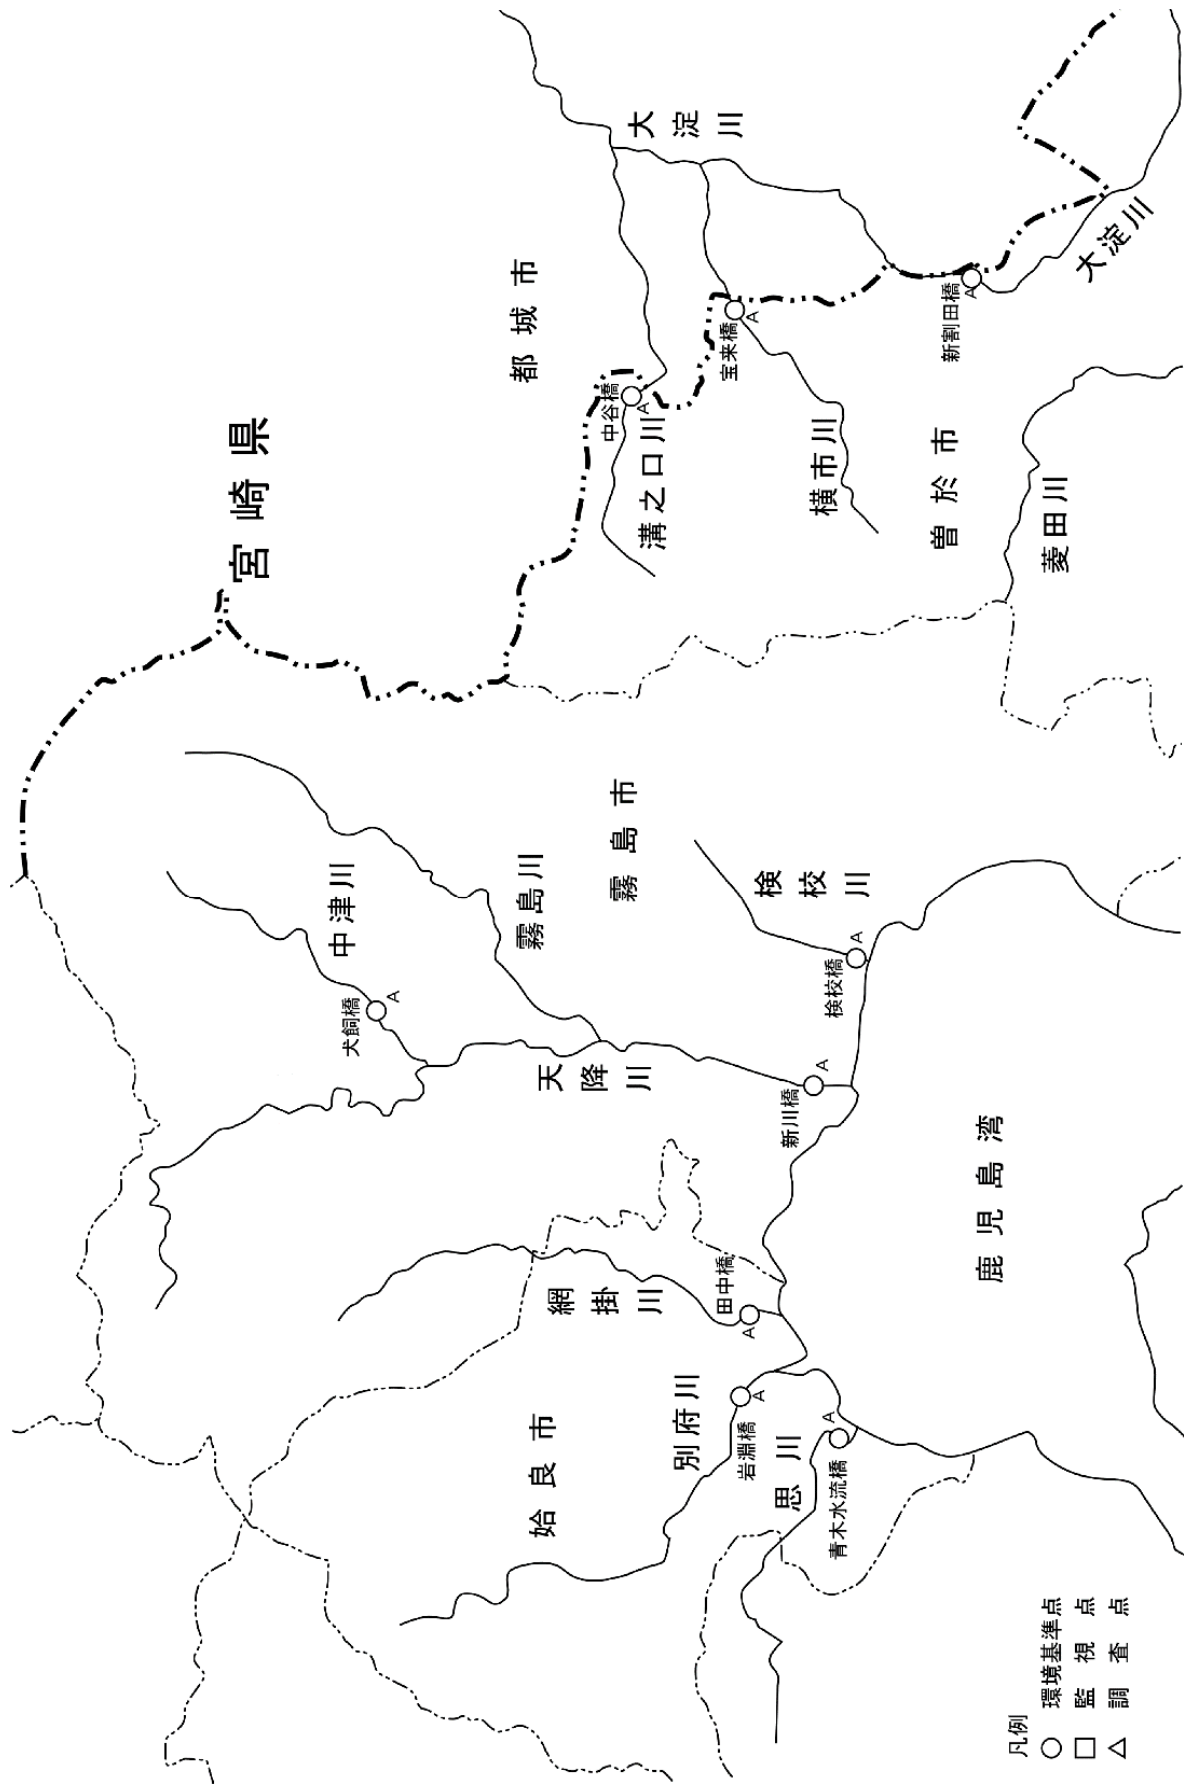 宮崎県
都城市
大淀川
中津川
犬飼橋
A
霧島川
霧島市
天降川
中谷橋
A
溝之口川
宝来橋
A
横市川
新割田橋
A
大淀川
曽於市
菱田川
検校川
検校橋
A
新川橋
A
網掛川
田中橋
A
姶良市
別府川
岩淵橋
A
思川
青木水流橋
A
鹿児島湾
凡例
○ 環境基準点
□ 監視点
△ 調査点